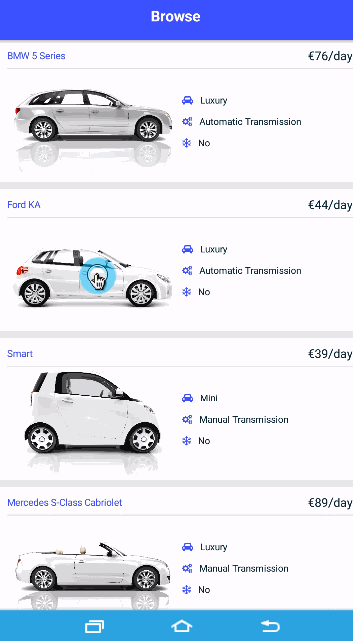 Browse
BMW 5 Series
€76/day
Luxury
Automatic Transmission
No
Ford KA
€44/day
Luxury
Automatic Transmission
No
Smart
€39/day
Mini
Manual Transmission
No
Mercedes S-Class Cabriolet
€89/day
Luxury
Manual Transmission
No